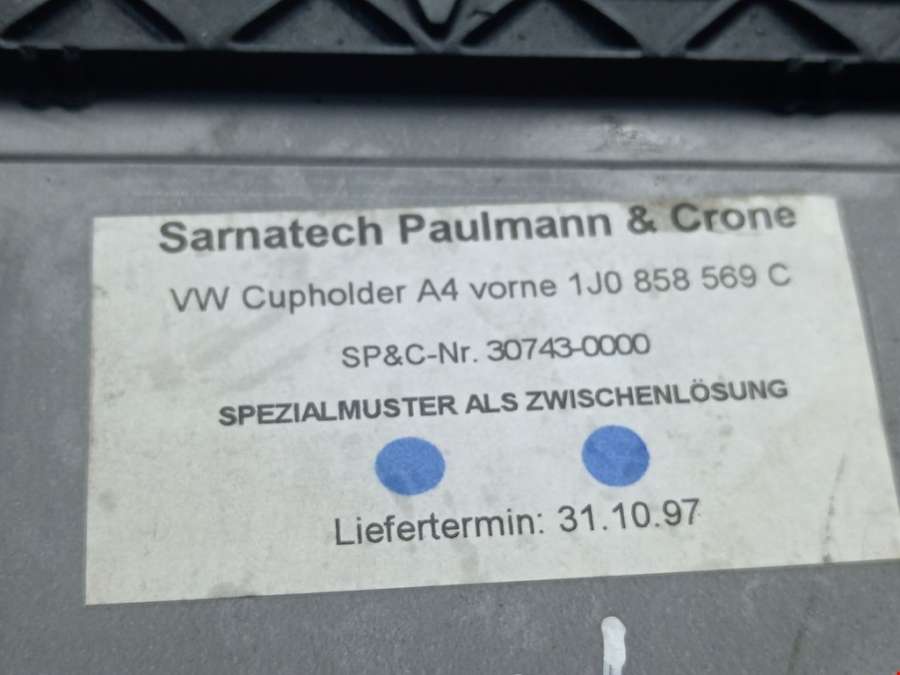 Sarnatech Paulmann & Crone
VW Cupholder A4 vorne 1J0 858 569 C
SP&C-Nr. 30743-0000
SPEZIALMUSTER ALS ZWISCHENLÖSUNG
Liefertermin: 31.10.97